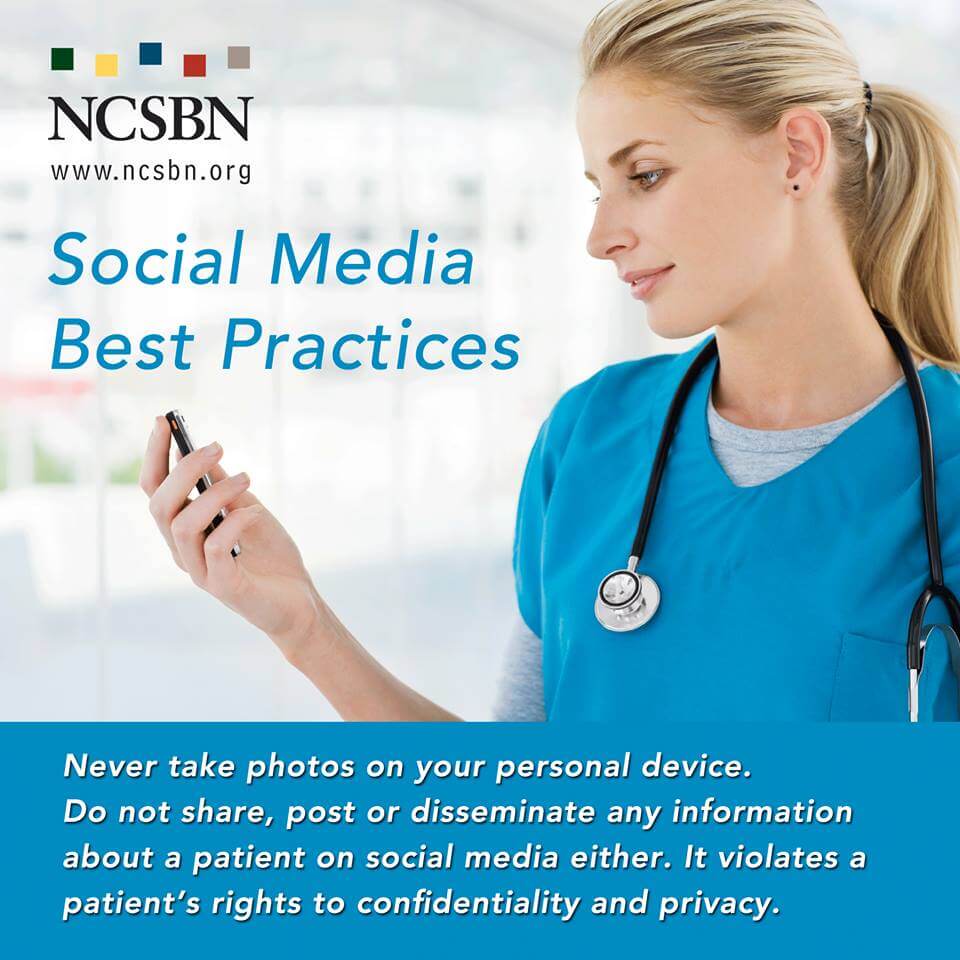 NCSBN
www.ncsbn.org
Social Media
Best Practices
Never take photos on your personal device.
Do not share, post or disseminate any information
about a patient on social media either. It violates a
patient’s rights to confidentiality and privacy.